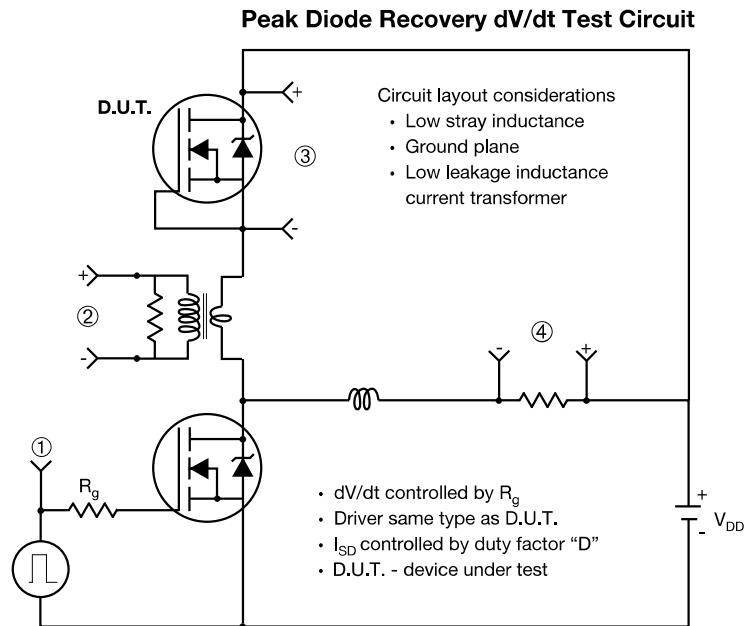 Peak Diode Recovery dV/dt Test Circuit
D.U.T.
+
-
③
Circuit layout considerations
• Low stray inductance
• Ground plane
• Low leakage inductance
current transformer
+
②
-
④
-
+
①
Rg
• dV/dt controlled by Rg
• Driver same type as D.U.T.
• ISD controlled by duty factor “D”
• D.U.T. - device under test
+
-
VDD